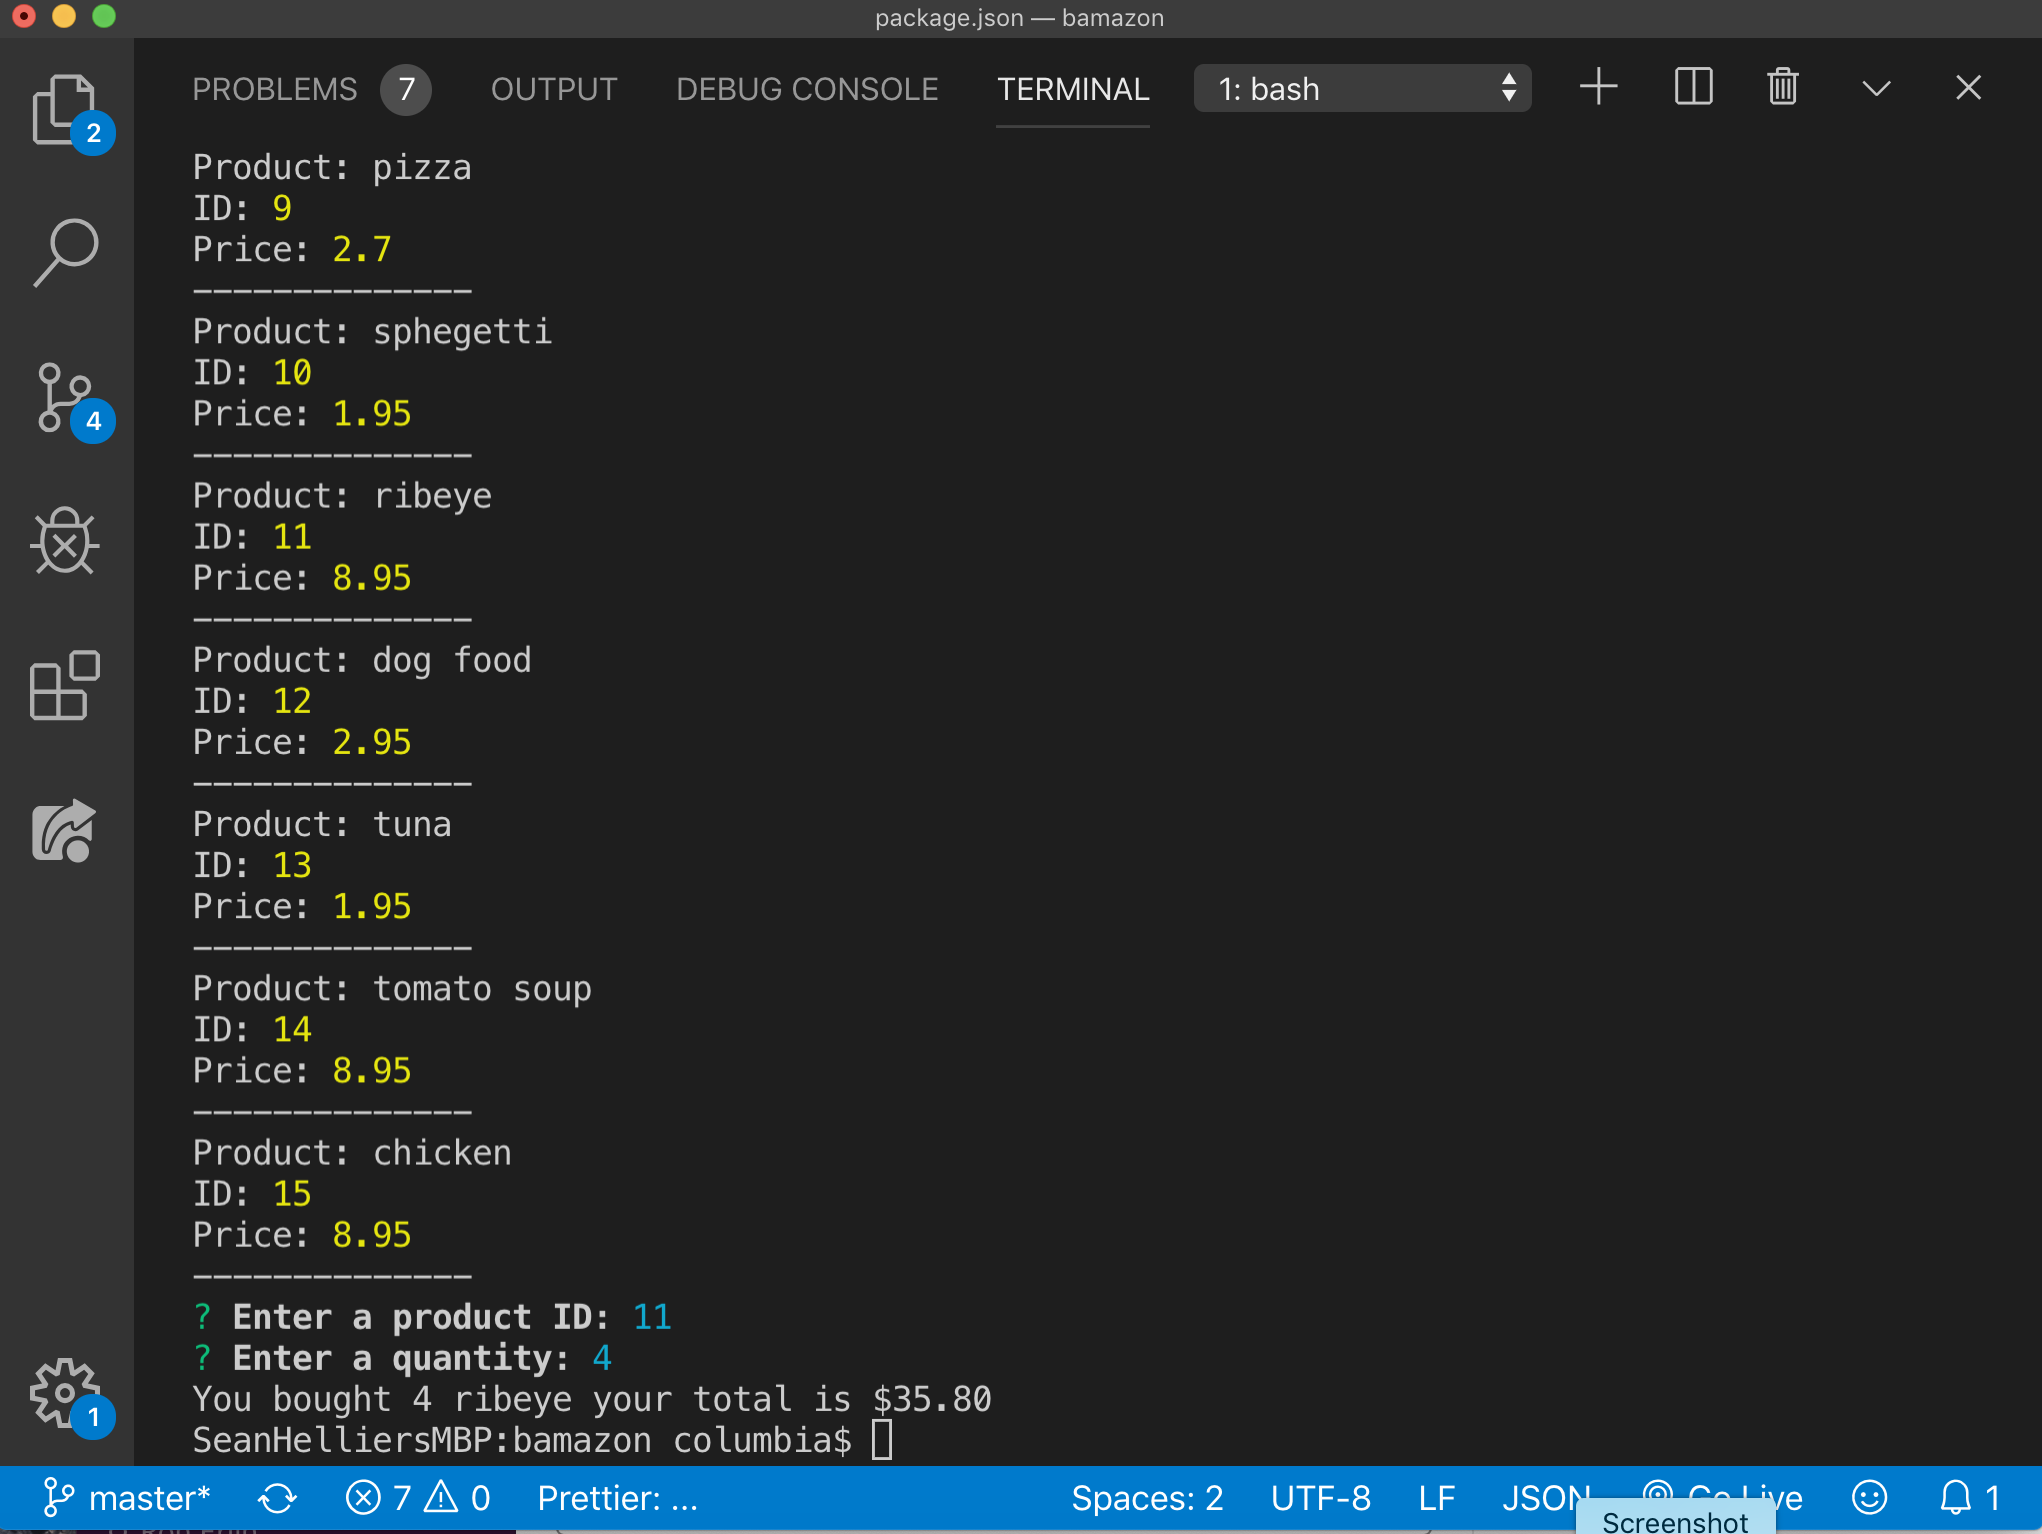 package.json — bamazon
PROBLEMS 7 OUTPUT DEBUG CONSOLE TERMINAL 1: bash
2
4
1
Product: pizza
ID: 9
Price: 2.7
--------------
Product: sphegetti
ID: 10
Price: 1.95
--------------
Product: ribeye
ID: 11
Price: 8.95
--------------
Product: dog food
ID: 12
Price: 2.95
--------------
Product: tuna
ID: 13
Price: 1.95
--------------
Product: tomato soup
ID: 14
Price: 8.95
--------------
Product: chicken
ID: 15
Price: 8.95
--------------
? Enter a product ID: 11
? Enter a quantity: 4
You bought 4 ribeye your total is $35.80
SeanHelliersMBP:bamazon columbia$
master* 7 0 Prettier: ... Spaces: 2 UTF-8 LF JSON Go Live 1
Screenshot